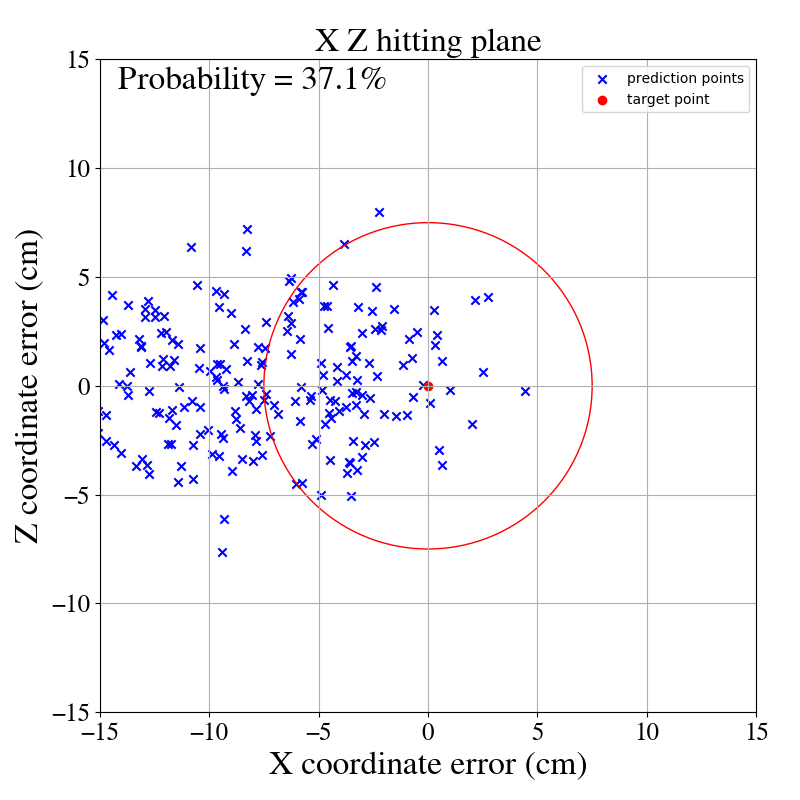 X Z hitting plane
Probability = 37.1%
prediction points
target point
Z coordinate error (cm)
15
10
5
0
−5
−10
−15
−15
−10
−5
0
5
10
15
X coordinate error (cm)